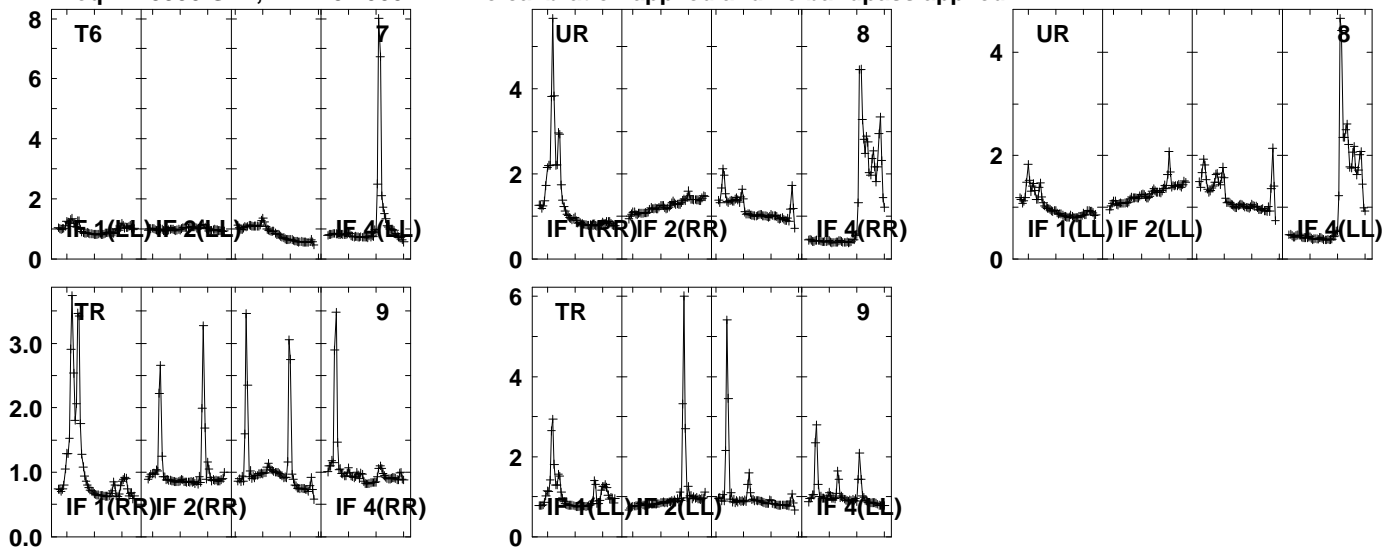 8 T6 7
6
4
2
0 IF 1(LL) IF 2(LL) IF 4(LL)
UR 8
4
2
0 IF 1(RR) IF 2(RR) IF 4(RR)
UR 8
4
2
0 IF 1(LL) IF 2(LL) IF 4(LL)
TR 9
3.0
2.0
1.0
0.0 IF 1(RR) IF 2(RR) IF 4(RR)
6 TR 9
4
2
0 IF 1(LL) IF 2(LL) IF 4(LL)